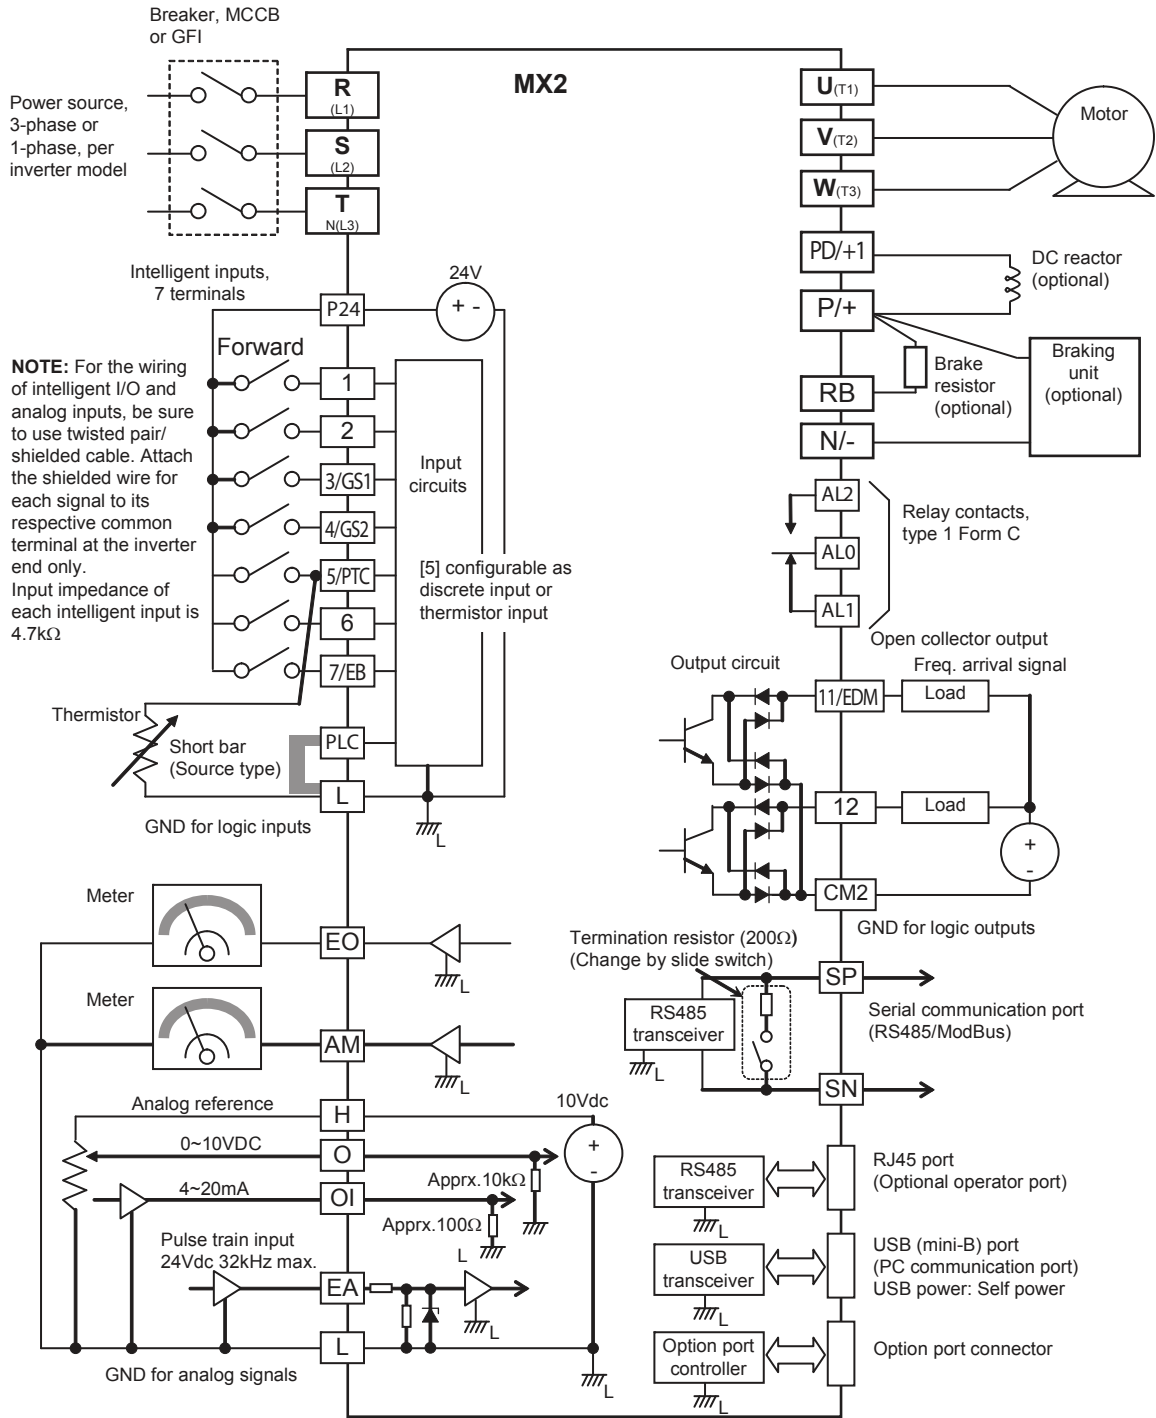 Breaker, MCCB
or GFI
MX2
R
(L1)
S
(L2)
T
N(L3)
Power source,
3-phase or
1-phase, per
inverter model
U(T1)
V(T2)
W(T3)
Motor
PD/+1
P/+
DC reactor
(optional)
RB
Brake
resistor
(optional)
Braking
unit
(optional)
N/-
Intelligent inputs,
7 terminals
P24
24V
+ -
Forward
NOTE: For the wiring
of intelligent I/O and
analog inputs, be sure
to use twisted pair/
shielded cable. Attach
the shielded wire for
each signal to its
respective common
terminal at the inverter
end only.
Input impedance of
each intelligent input is
4.7kΩ
1
2
3/GS1
4/GS2
5/PTC
6
7/EB
Input
circuits
[5] configurable as
discrete input or
thermistor input
AL2
AL0
AL1
Relay contacts,
type 1 Form C
Thermistor
Short bar
(Source type)
PLC
L
GND for logic inputs
L
Open collector output
Output circuit
Freq. arrival signal
11/EDM
Load
12
Load
+
-
CM2
GND for logic outputs
Meter
EO
L
Meter
AM
L
Termination resistor (200Ω)
(Change by slide switch)
RS485
transceiver
L
SP
SN
Serial communication port
(RS485/ModBus)
Analog reference
H
10Vdc
+
-
0~10VDC
O
Apprx.10kΩ
4~20mA
OI
Apprx.100Ω
L
Pulse train input
24Vdc 32kHz max.
EA
L
L
L
GND for analog signals
RS485
transceiver
L
RJ45 port
(Optional operator port)
USB
transceiver
L
USB (mini-B) port
(PC communication port)
USB power: Self power
Option port
controller
L
Option port connector